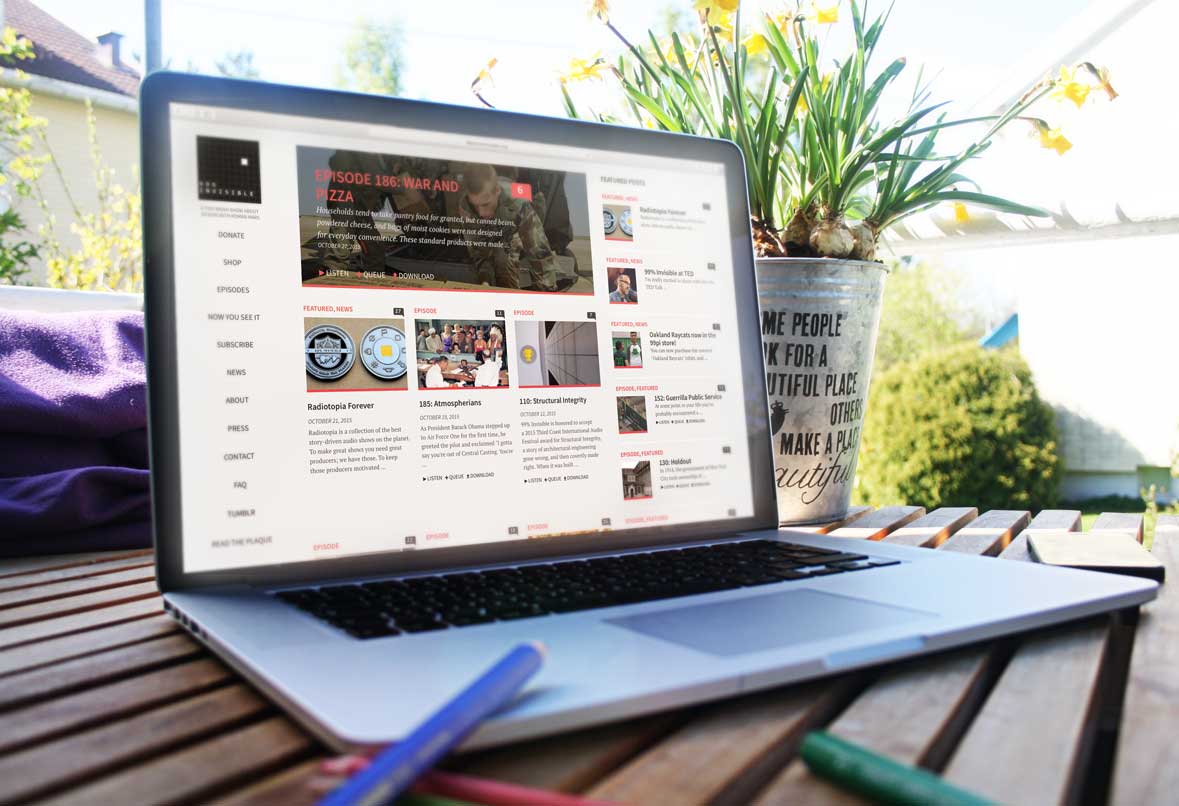 INVISIBLE
DONATE
SHOP
EPISODES
NOW YOU SEE IT
SUBSCRIBE
NEWS
ABOUT
PRESS
CONTACT
FAQ
TUMBLR
READ THE PLAQUE
EPISODE 186: WAR AND
PIZZA
6
Households tend to take pantry food for granted, but canned beans,
powdered cheese, and bags of moist cookies were not designed
for everyday convenience. These standard products were made...
OCTOBER 27, 2015
LISTEN QUEUE DOWNLOAD
FEATURED, NEWS
27
Radiotopia Forever
OCTOBER 21, 2015
Radiotopia is a collection of the best
story-driven audio shows on the planet.
To make great shows you need great
producers; we have those. To keep
those producers motivated ...
EPISODE
11
185: Atmospherians
OCTOBER 20, 2015
As President Barack Obama stepped up
to Air Force One for the first time, he
greeted the pilot and exclaimed "I gotta
say you're out of Central Casting. You're
...
LISTEN QUEUE DOWNLOAD
EPISODE
7
110: Structural Integrity
OCTOBER 12, 2015
99% Invisible is honored to accept
a 2015 Third Coast International Audio
Festival award for Structural Integrity,
a story of architectural engineering
gone wrong, and then covertly made
right. When it was built ...
LISTEN QUEUE DOWNLOAD
EPISODE
EPISODE
EPISODE
FEATURED POSTS
FEATURED, NEWS
Radiotopia Forever
FEATURED, NEWS
99% Invisible at TED
FEATURED, NEWS
Oakland Raycats now in the
99pi store!
You can now purchase the newest
"Oakland Raycats" tshirt, and ...
EPISODE, FEATURED
152: Guerrilla Public Service
At some point in your life you've
probably encountered a ...
LISTEN QUEUE DOWNLOAD
EPISODE, FEATURED
130: Holdout
In 1914, the government of New York
City took ownership of ...
EPISODE, FEATURED
ME PEOPLE
K FOR A
UTIFUL PLACE
OTHERS
MAKE A PLAC
eautiful